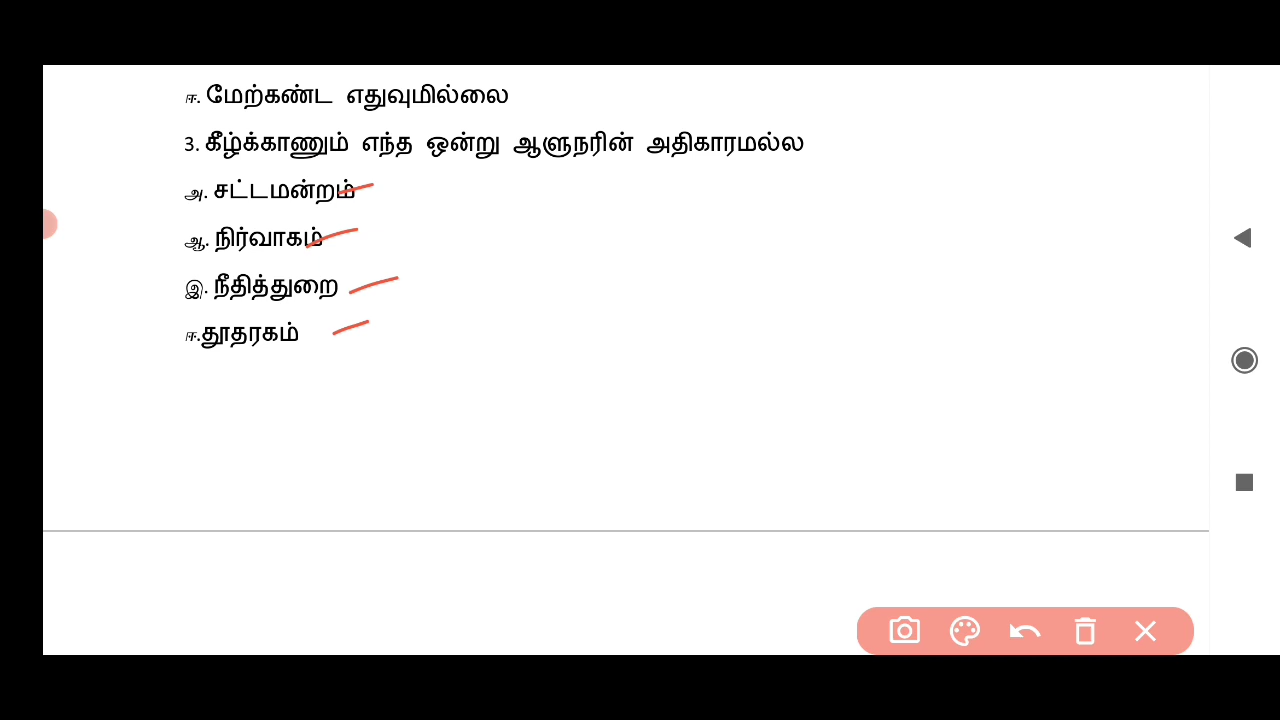 ஈ. மேற்கண்ட எதுவுமில்லை
3. கீழ்க்காணும் எந்த ஒன்று ஆளுநரின் அதிகாரமல்ல
அ. சட்டமன்றம்
ஆ. நிர்வாகம்
இ. நீதித்துறை
ஈ.தூதரகம்